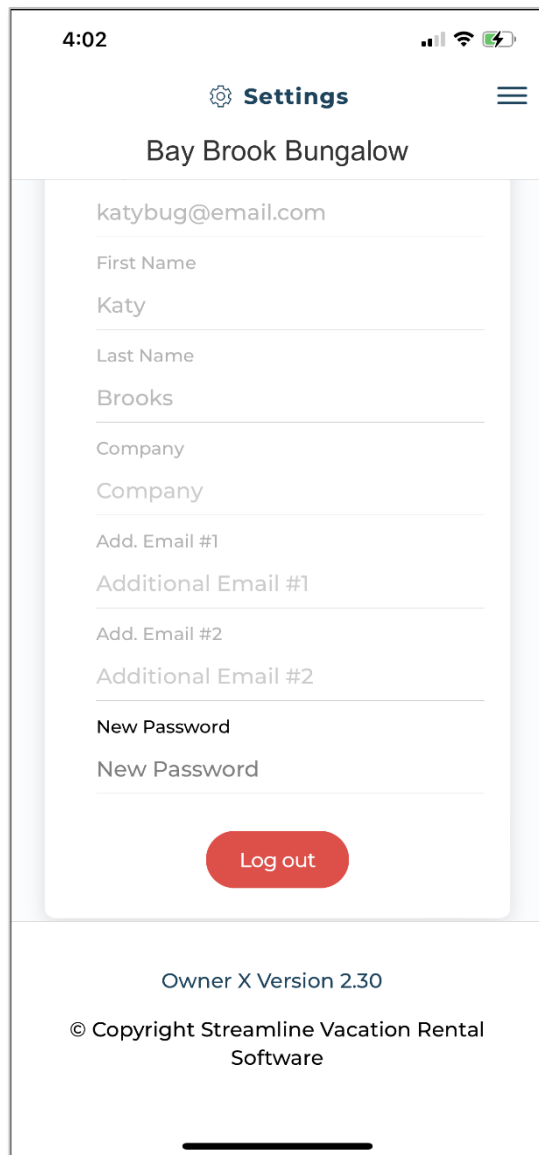 4:02
Settings
Bay Brook Bungalow
katybug@email.com
First Name
Katy
Last Name
Brooks
Company
Company
Add. Email #1
Additional Email #1
Add. Email #2
Additional Email #2
New Password
New Password
Log out
Owner X Version 2.30
© Copyright Streamline Vacation Rental
Software